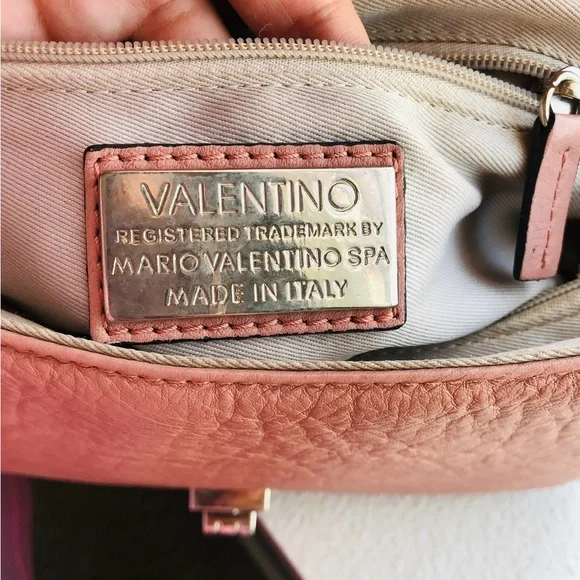 VALENTINO
REGISTERED TRADEMARK BY
MARIO VALENTINO SPA
MADE IN ITALY